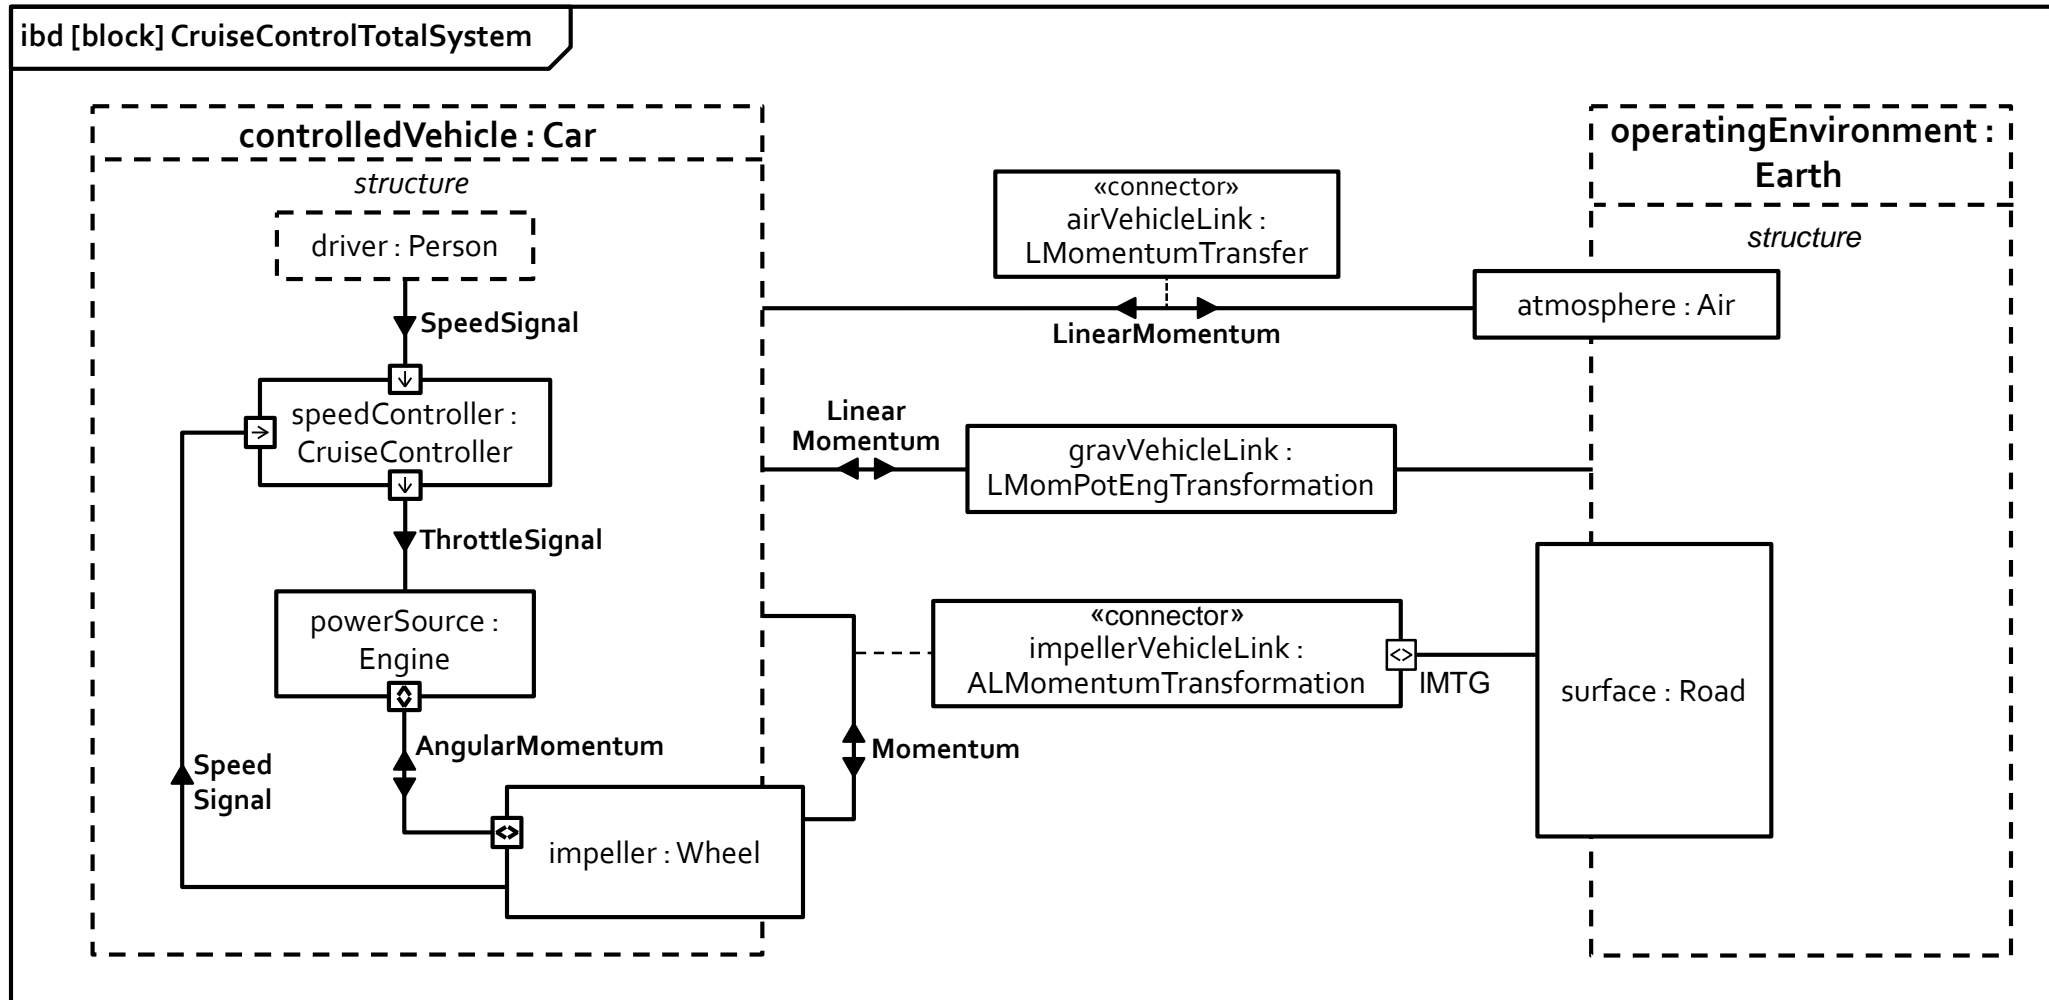 ibd [block] CruiseControlTotalSystem
controlledVehicle : Car
structure
driver : Person
SpeedSignal
speedController :
CruiseController
ThrottleSignal
powerSource :
Engine
AngularMomentum
Speed
Signal
impeller : Wheel
«connector»
airVehicleLink :
LMomentumTransfer
LinearMomentum
Linear
Momentum
gravVehicleLink :
LMomPotEngTransformation
«connector»
impellerVehicleLink :
ALMomentumTransformation
IMTG
Momentum
operatingEnvironment :
Earth
structure
atmosphere : Air
surface : Road